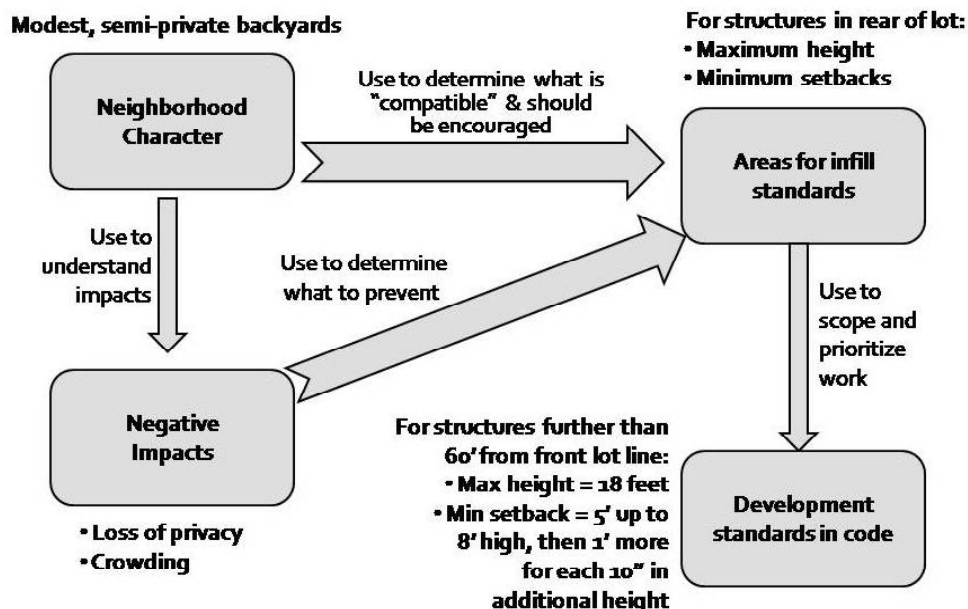 Modest, semi-private backyards
Neighborhood
Character
Use to determine what is
"compatible" & should
be encouraged
For structures in rear of lot:
• Maximum height
• Minimum setbacks
Areas for infill
standards
Use to
understand
impacts
Use to determine
what to prevent
Use to
scope and
prioritize
work
Negative
Impacts
• Loss of privacy
• Crowding
For structures further than
60' from front lot line:
• Max height = 18 feet
• Min setback = 5' up to
8' high, then 1' more
for each 10" in
additional height
Development
standards in code